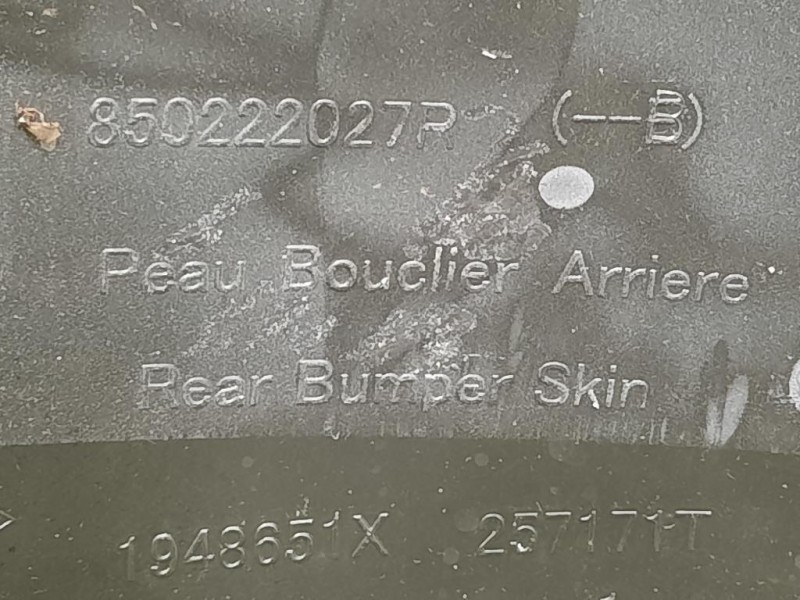 850222027R (--B)
Peau Bouclier Arriere
Rear Bumper Skin
1948651X 257171T